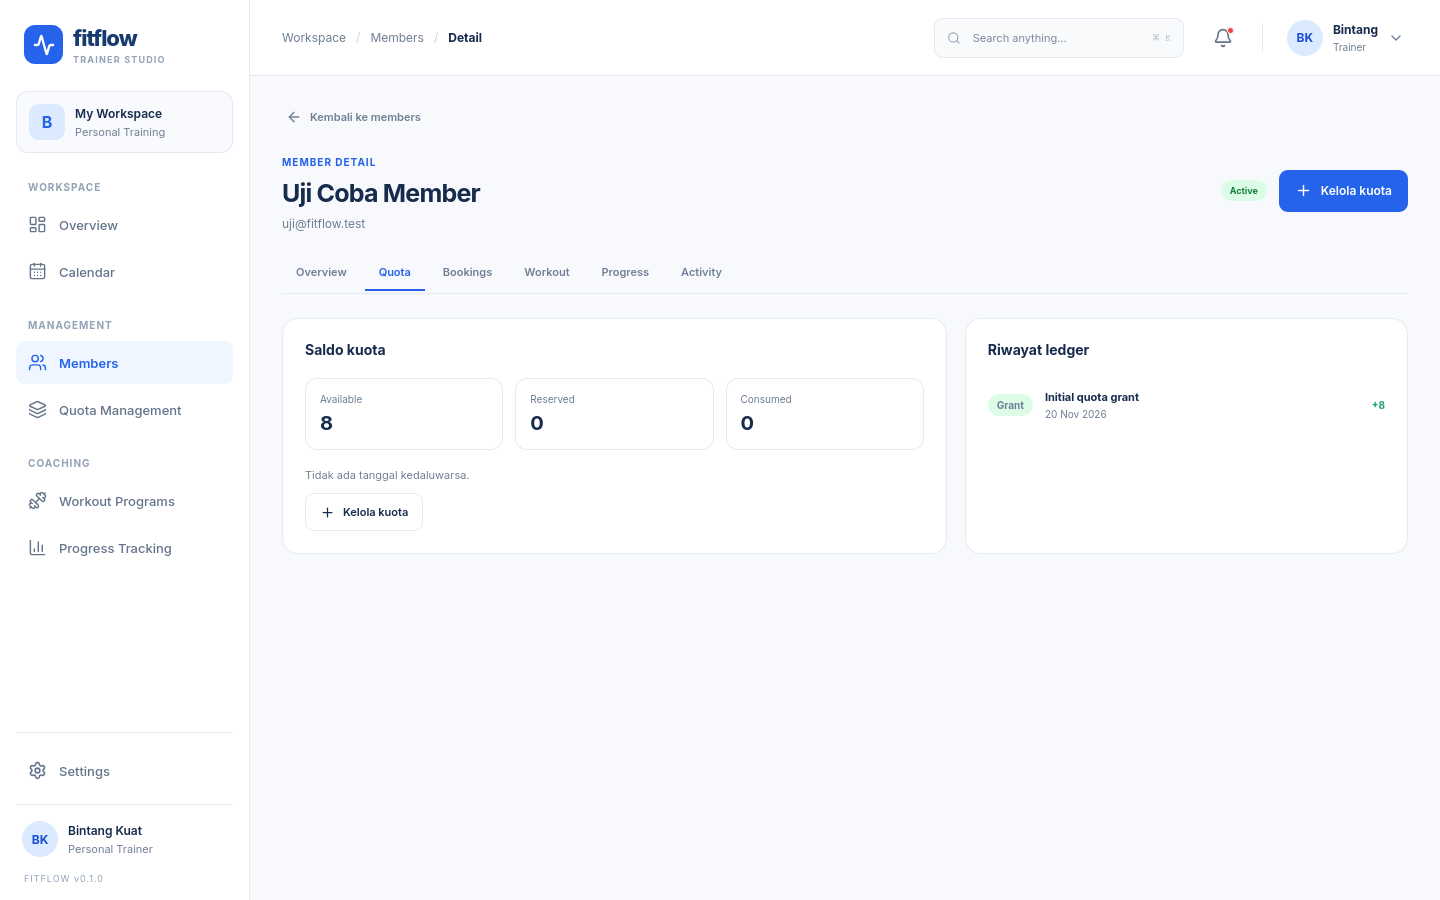 fitflow
TRAINER STUDIO
B
My Workspace
Personal Training
WORKSPACE
Overview
Calendar
MANAGEMENT
Members
Quota Management
COACHING
Workout Programs
Progress Tracking
Settings
BK
Bintang Kuat
Personal Trainer
FITFLOW v0.1.0
Workspace / Members / Detail
Search anything... ⌘ K
BK
Bintang
Trainer
Kembali ke members
MEMBER DETAIL
Uji Coba Member
uji@fitflow.test
Active
Kelola kuota
Overview Quota Bookings Workout Progress Activity
Saldo kuota
Available
8
Reserved
0
Consumed
0
Tidak ada tanggal kedaluwarsa.
Kelola kuota
Riwayat ledger
Grant
Initial quota grant
20 Nov 2026
+8